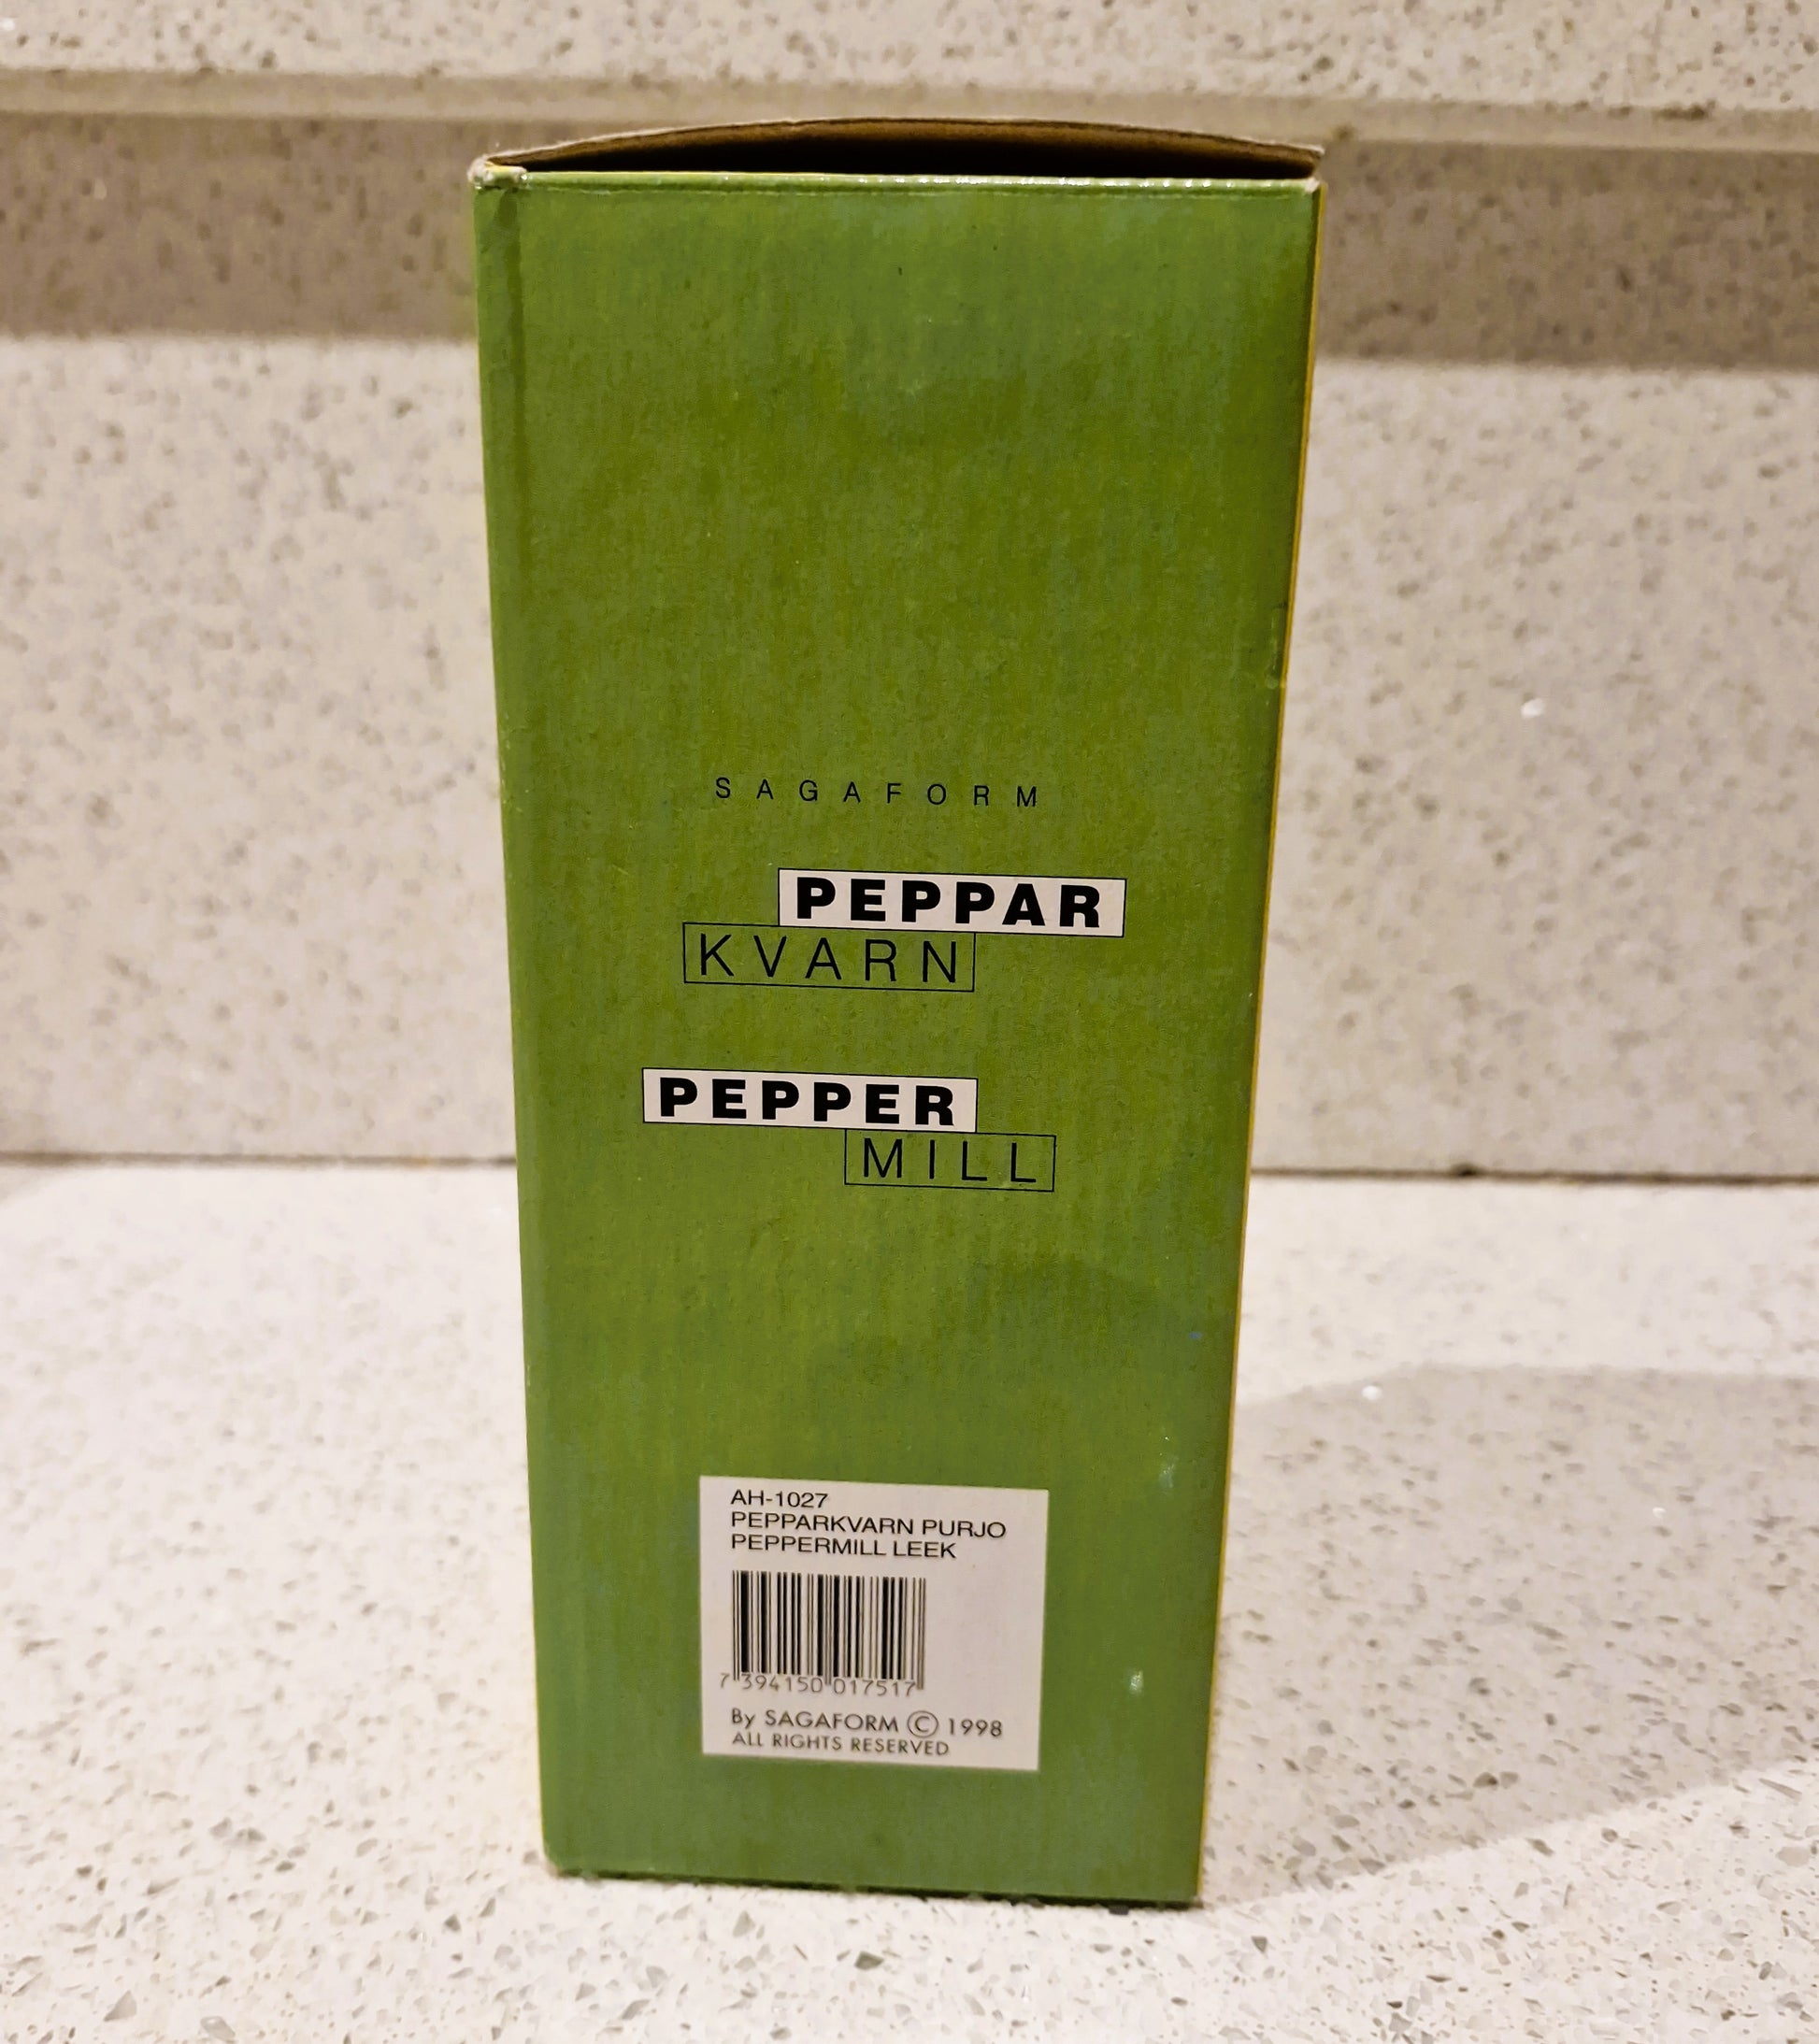 SAGAFORM
PEPPAR
KVARN
PEPPER
MILL
AH-1027
PEPPARKVARN PURJO
PEPPERMILL LEEK
7 394150 017517
By SAGAFORM © 1998
ALL RIGHTS RESERVED